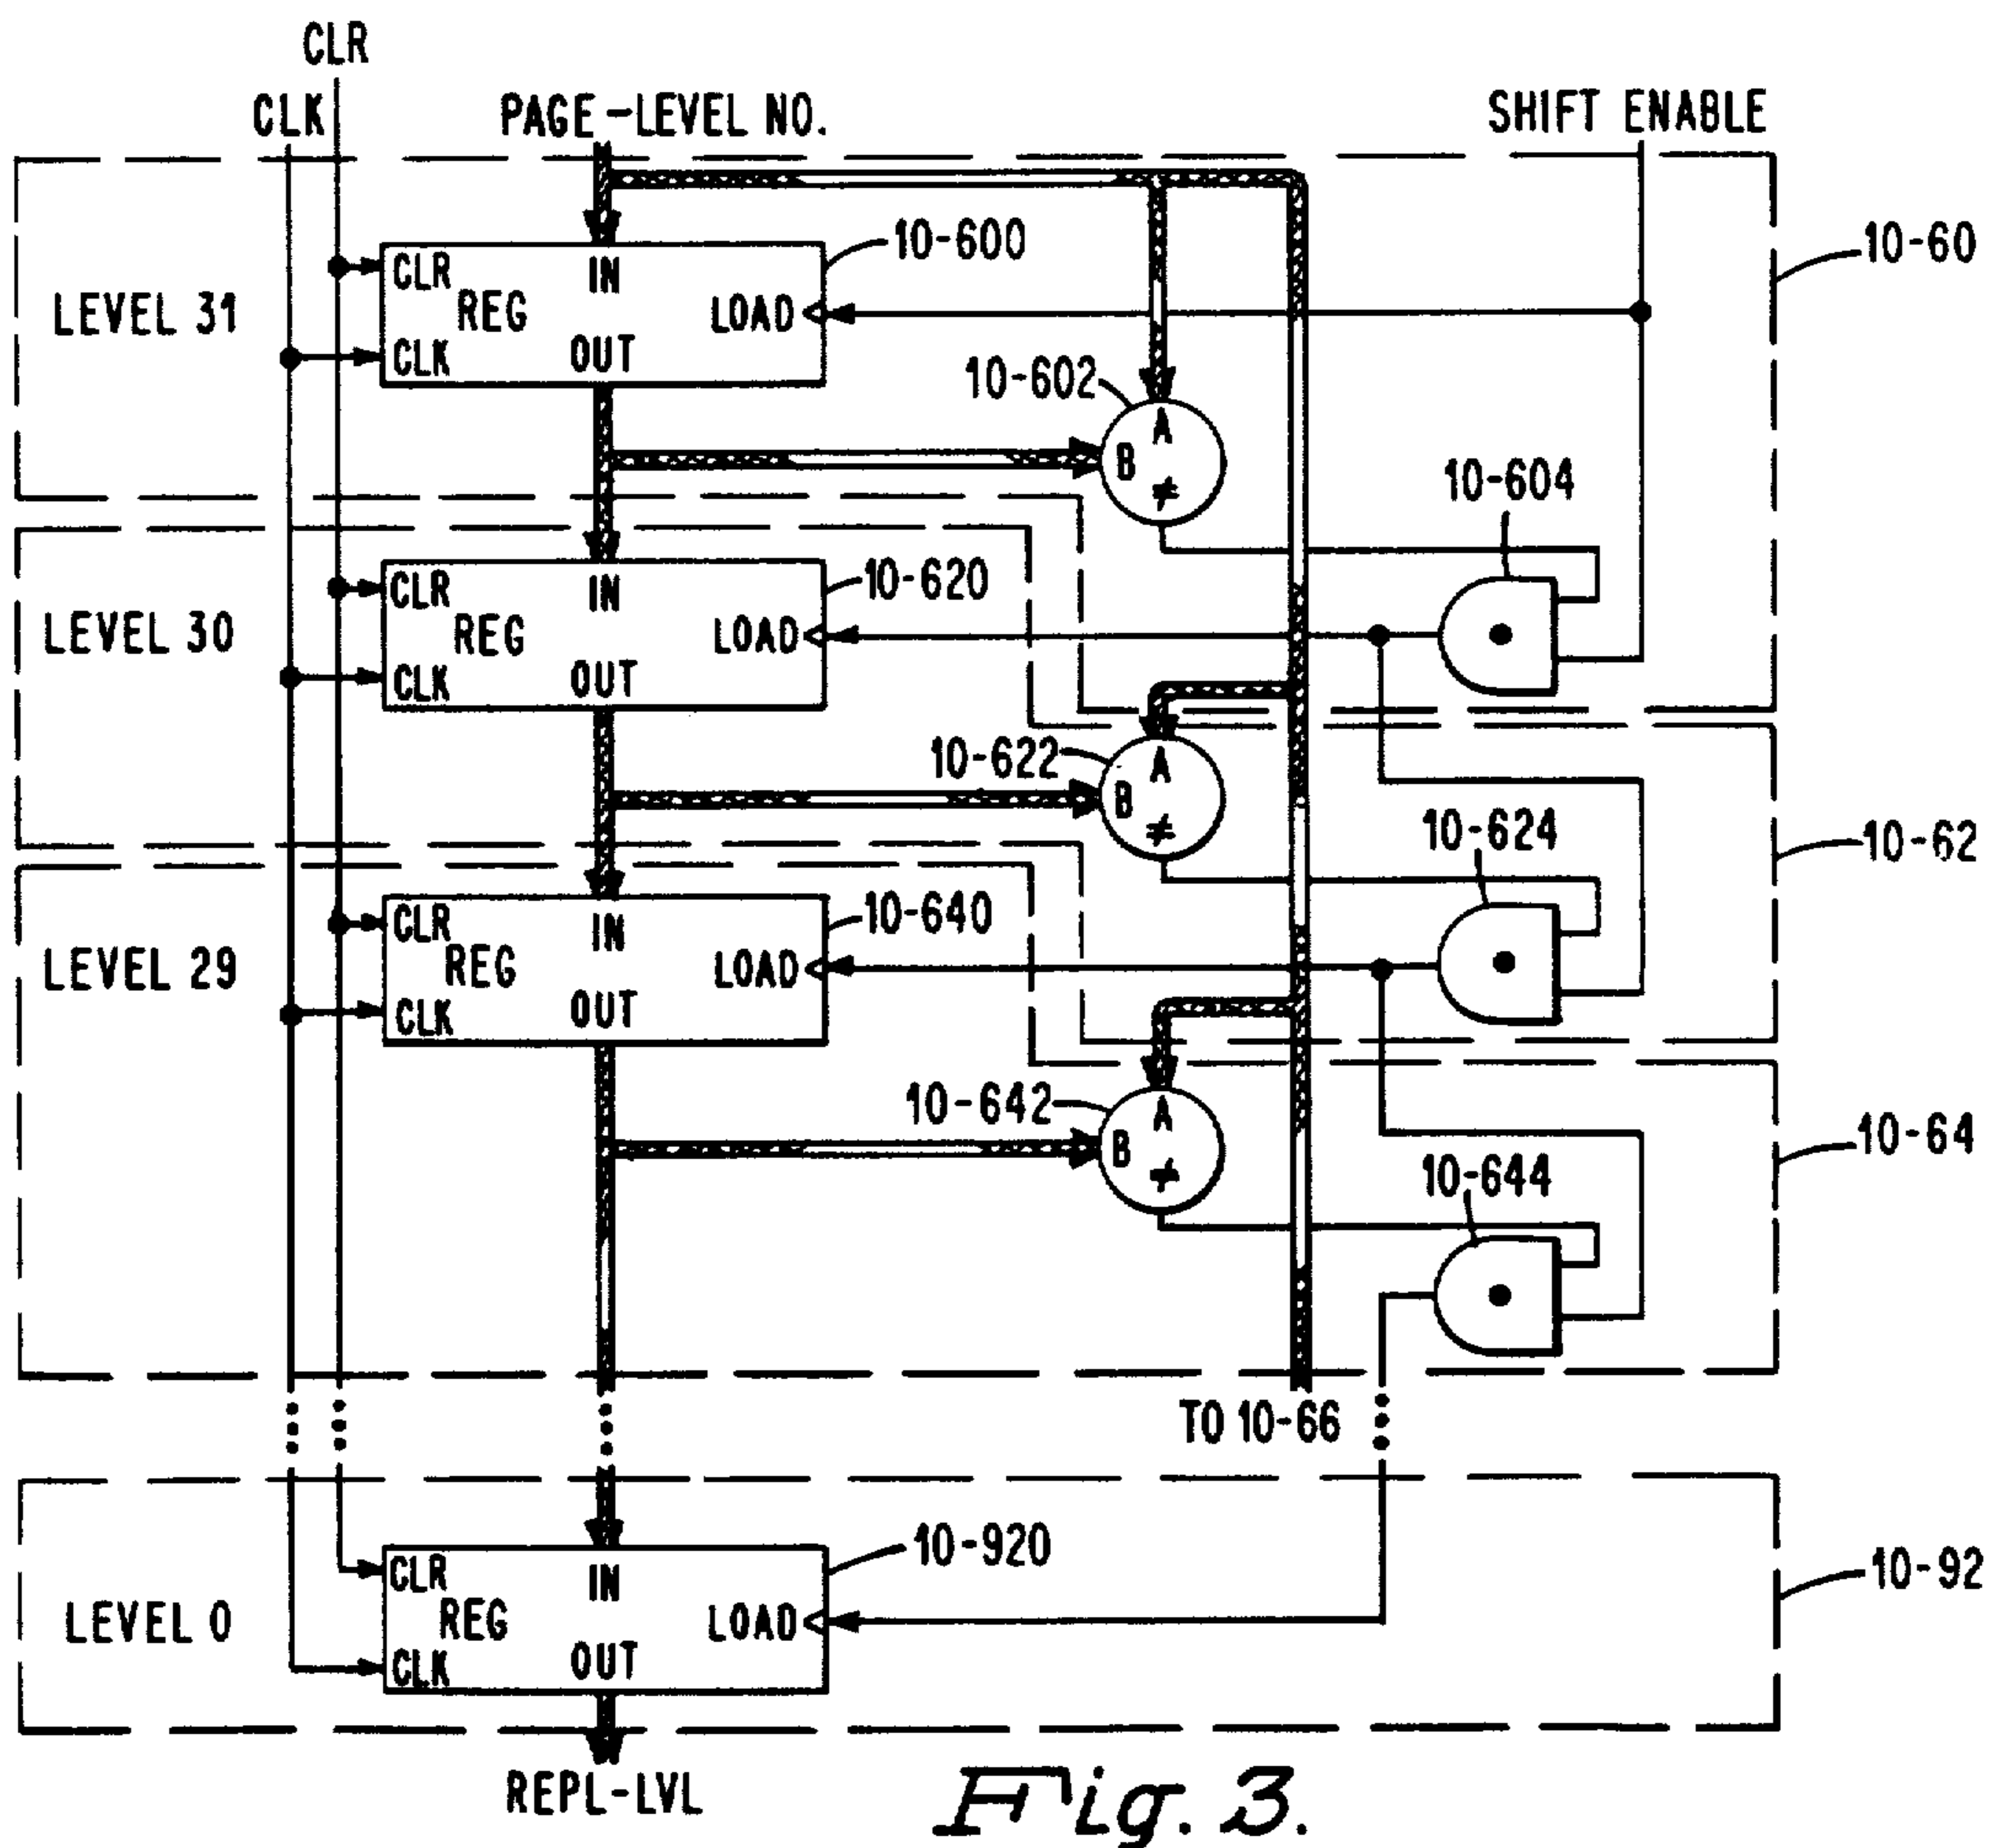 CLR
CLK
PAGE-LEVEL NO.
SHIFT ENABLE
10-60
LEVEL 31
CLR
REG
CLK
IN
OUT
LOAD
10-600
10-602
A
B
≠
10-604
LEVEL 30
CLR
REG
CLK
IN
OUT
LOAD
10-620
10-622
A
B
≠
10-624
10-62
LEVEL 29
CLR
REG
CLK
IN
OUT
LOAD
10-640
10-642
A
B
≠
10-644
10-64
TO 10-66
LEVEL 0
CLR
REG
CLK
IN
OUT
LOAD
10-920
10-92
REPL-LVL
Fig. 3.